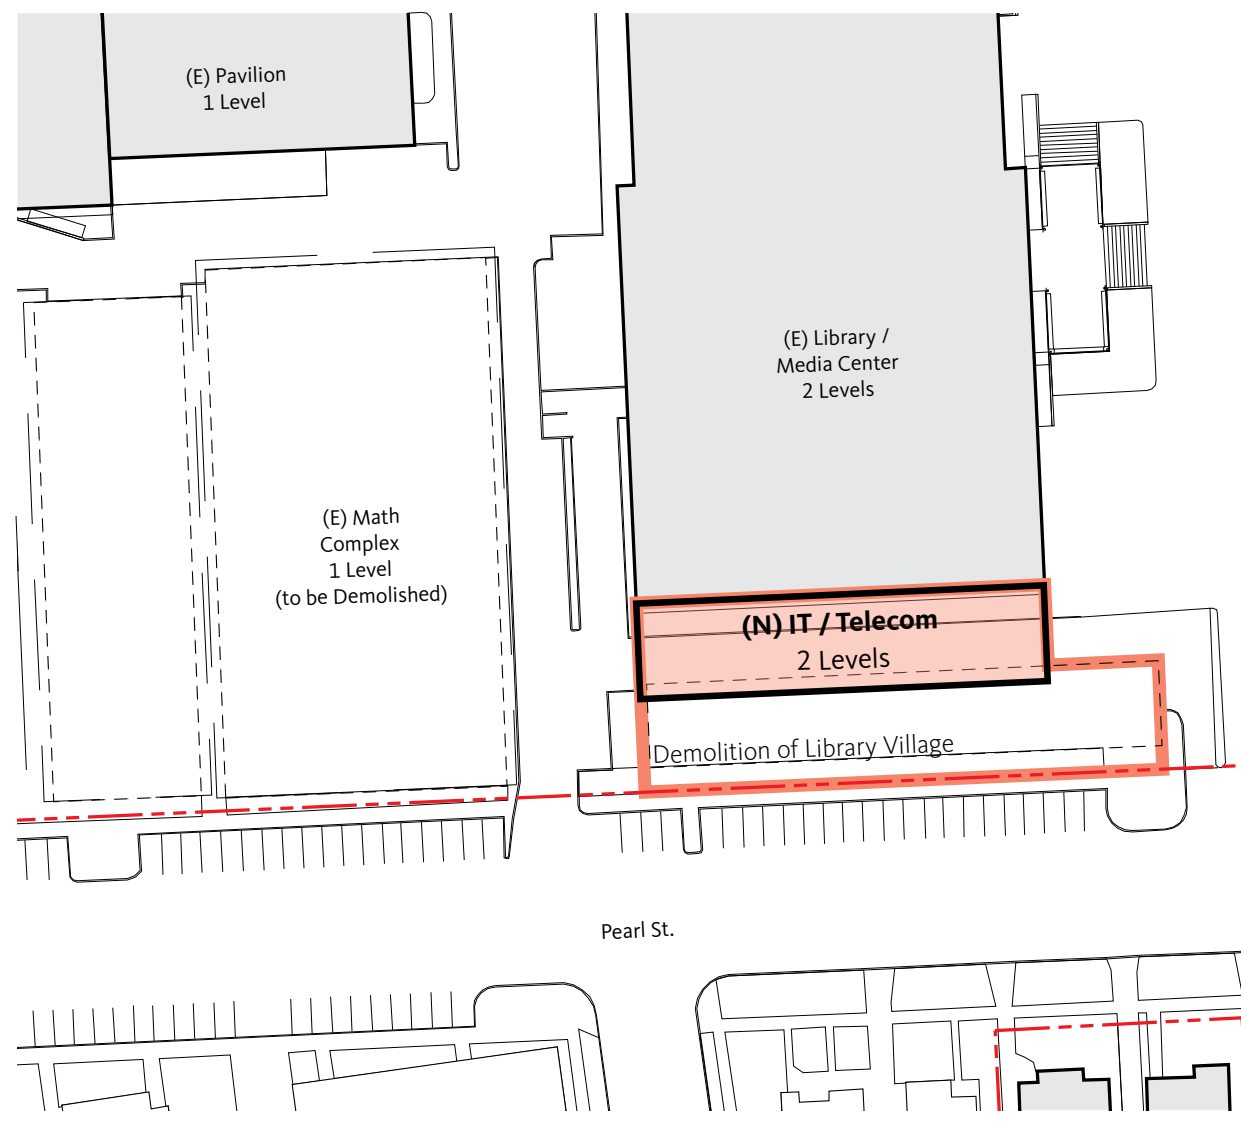 (E) Pavilion
1 Level
(E) Library /
Media Center
2 Levels
(E) Math
Complex
1 Level
(to be Demolished)
(N) IT / Telecom
2 Levels
Demolition of Library Village
Pearl St.